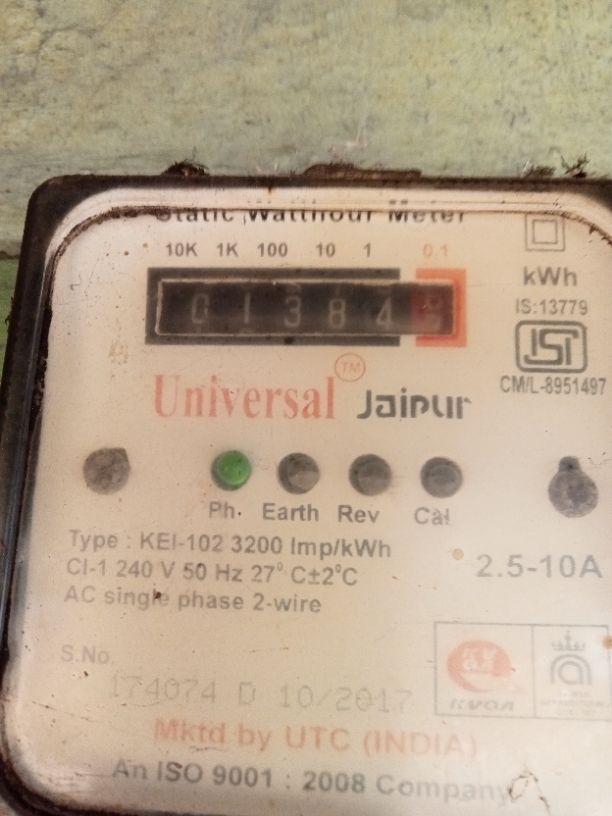 Static Watthour Meter
10K 1K 100 10 1 0.1
kWh
0 1 3 8 4
IS:13779
ISI
CM/L-8951497
Universal TM Jaipur
Ph. Earth Rev Cal
Type : KEI-102 3200 Imp/kWh
Cl-1 240 V 50 Hz 27° C±2°C
AC single phase 2-wire
2.5-10A
S.No.
174074 D 10/2017
Mktd by UTC (INDIA)
An ISO 9001 : 2008 Company